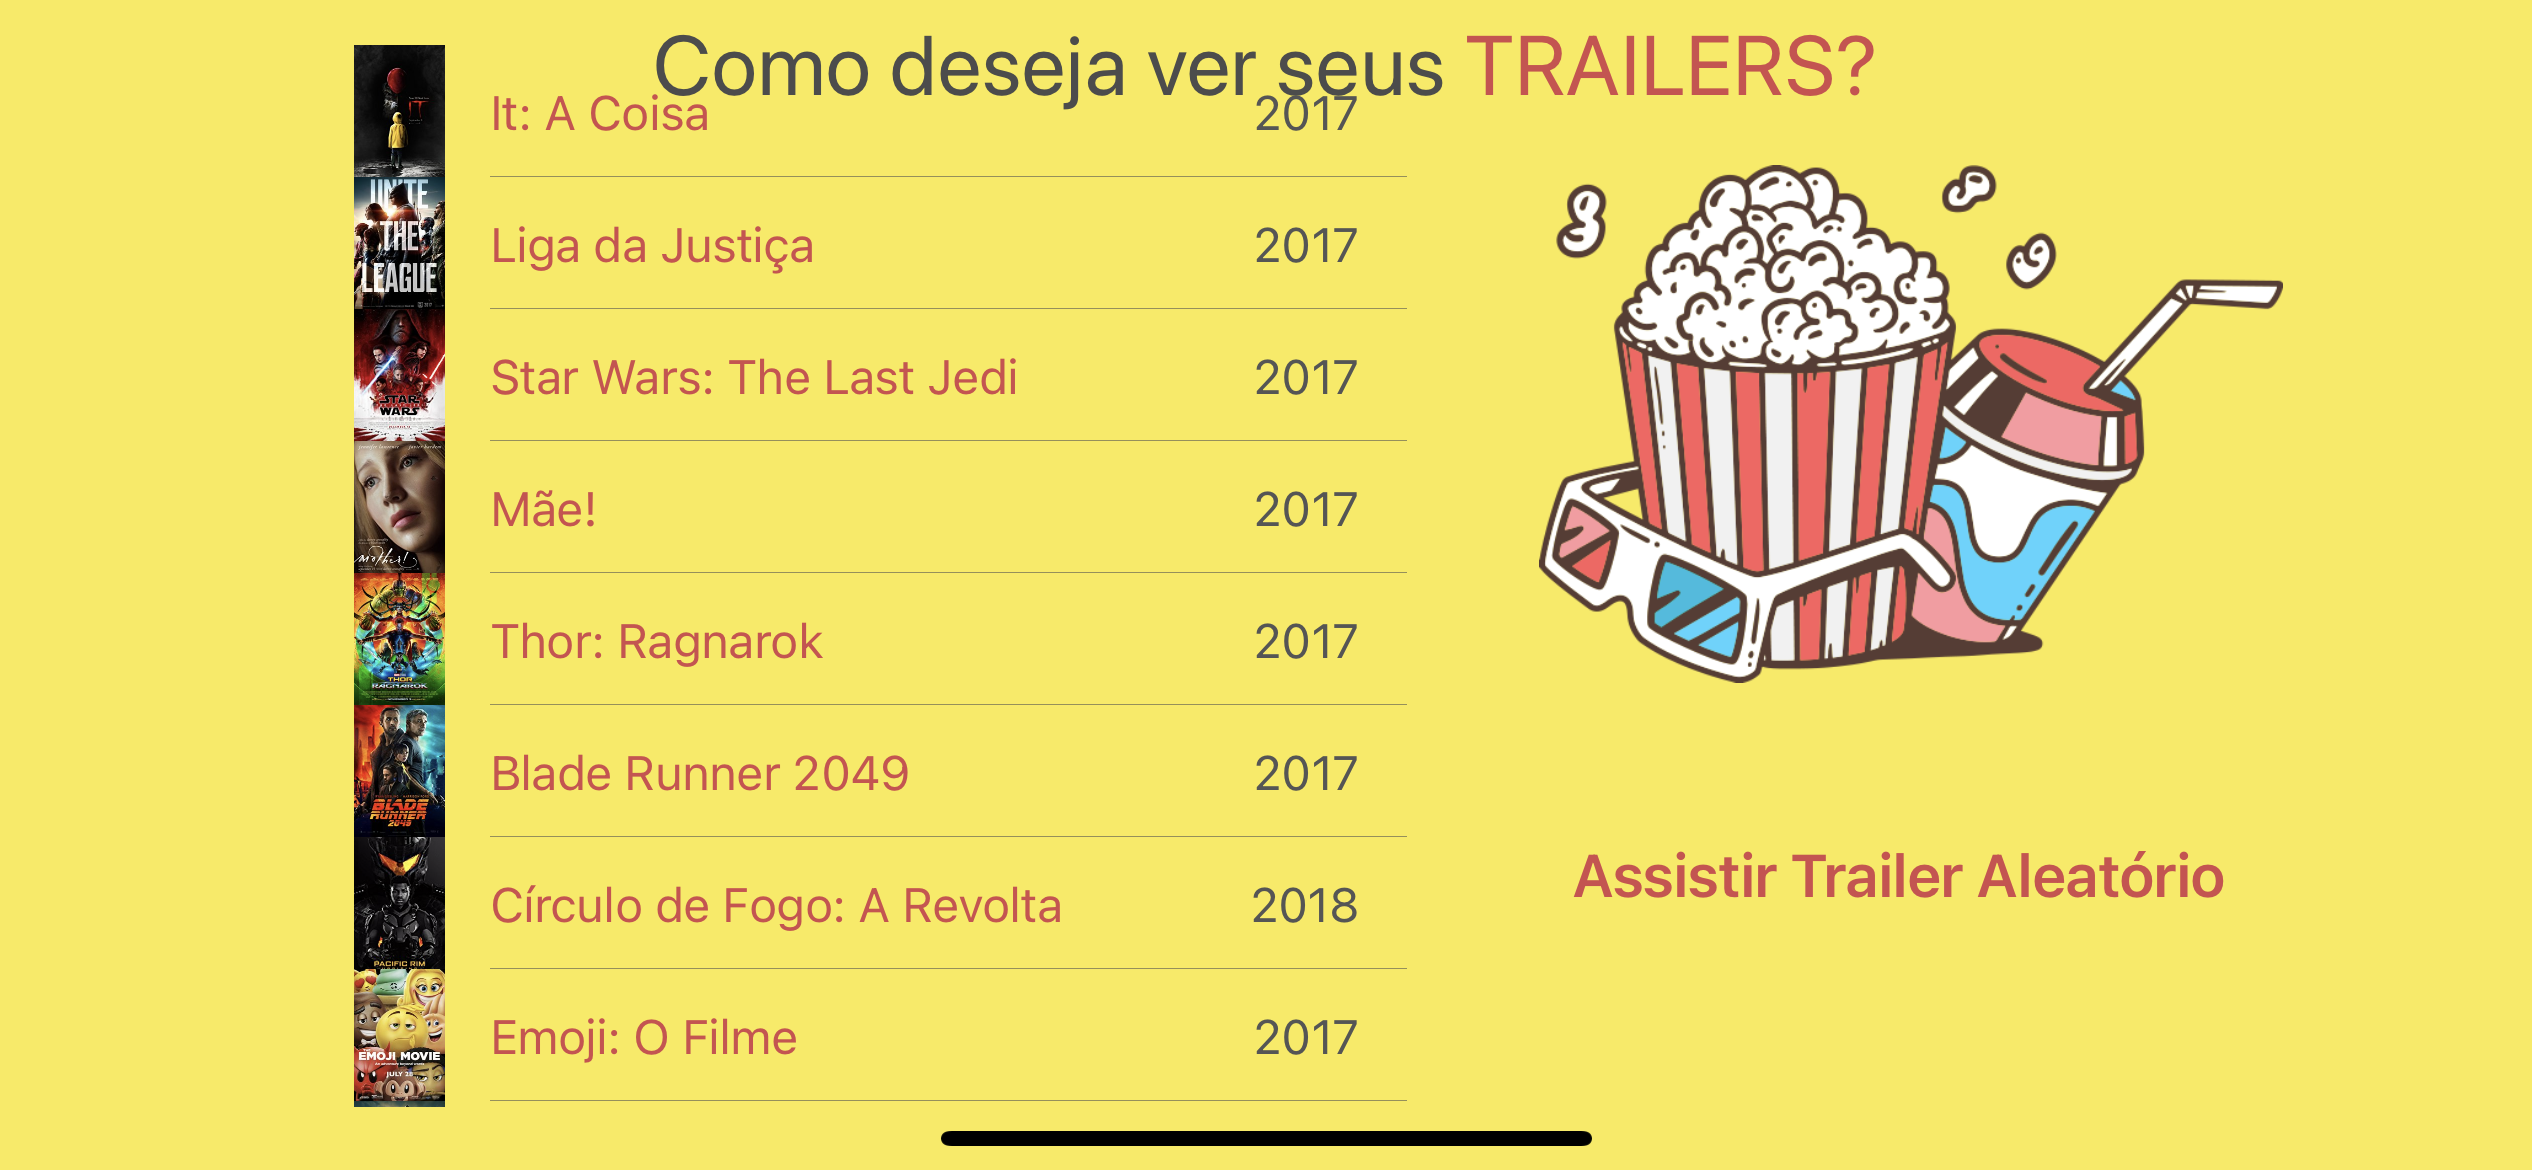 Como deseja ver seus TRAILERS?
It: A Coisa 2017
UNITE
THE
LEAGUE
Liga da Justiça 2017
STAR
WARS
Star Wars: The Last Jedi 2017
mother!
Mãe! 2017
THOR
RAGNAROK
Thor: Ragnarok 2017
BLADE
RUNNER
2049
Blade Runner 2049 2017
PACIFIC RIM
Círculo de Fogo: A Revolta 2018
EMOJI MOVIE
JULY 28
Emoji: O Filme 2017
Assistir Trailer Aleatório